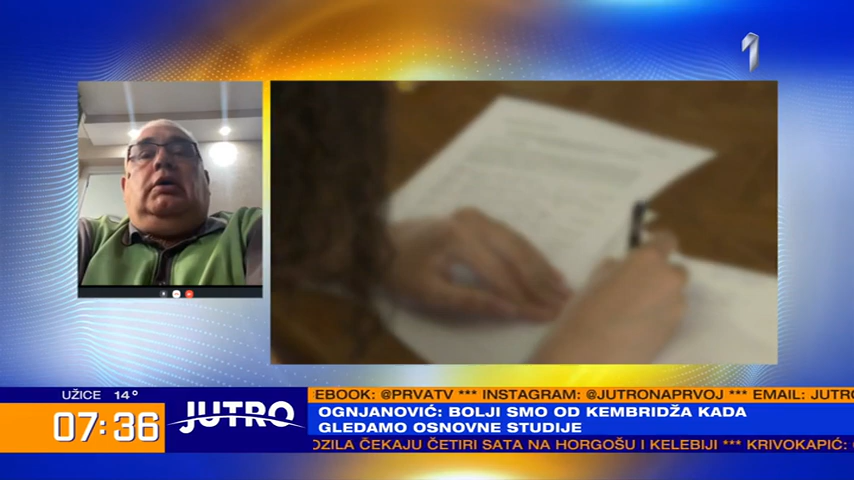 1
UŽICE 14°
07:36
JUTRO
EBOOK: @PRVATV *** INSTAGRAM: @JUTRONAPRVOJ *** EMAIL: JUTRO
OGNJANOVIĆ: BOLJI SMO OD KEMBRIDŽA KADA
GLEDAMO OSNOVNE STUDIJE
OZILA ČEKAJU ČETIRI SATA NA HORGOŠU I KELEBIJI *** KRIVOKAPIĆ: